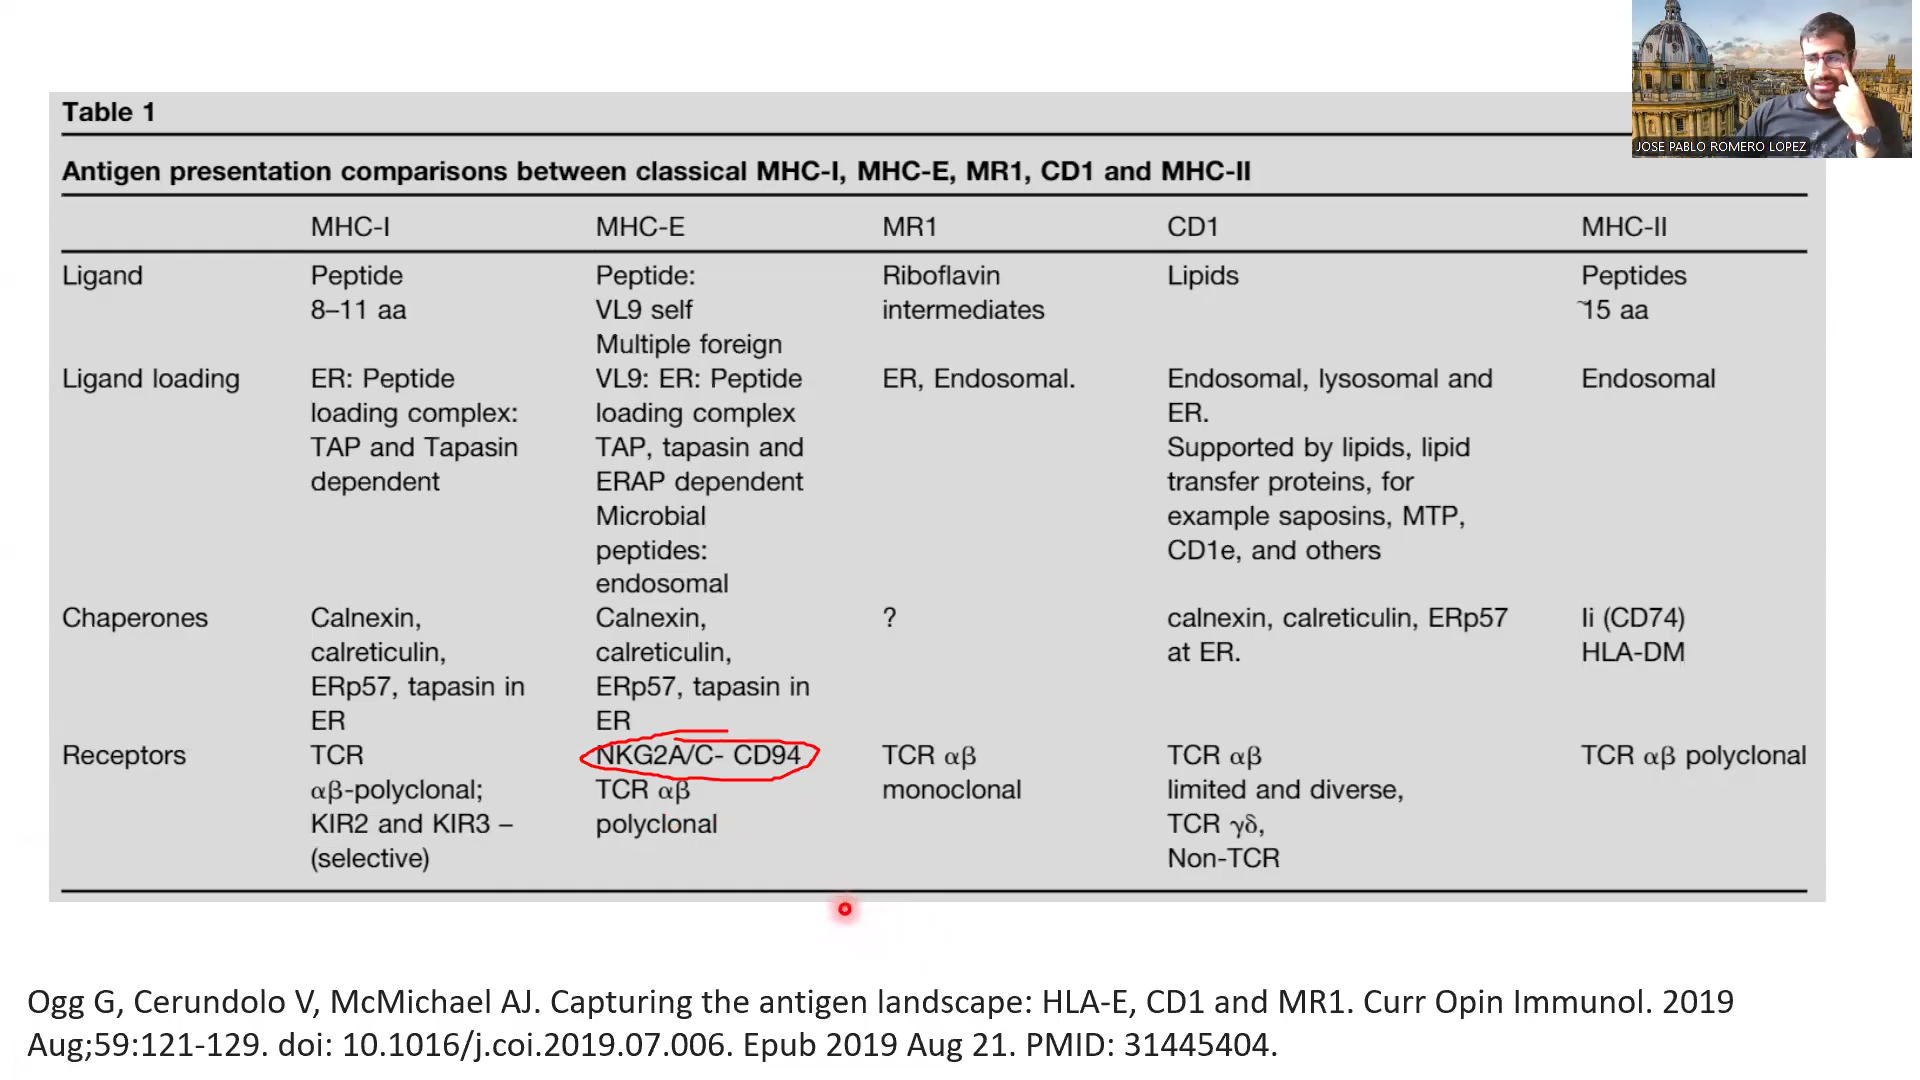 JOSE PABLO ROMERO LOPEZ
Table 1
Antigen presentation comparisons between classical MHC-I, MHC-E, MR1, CD1 and MHC-II
MHC-I MHC-E MR1 CD1 MHC-II
Ligand Peptide Peptide: Riboflavin Lipids Peptides
8–11 aa VL9 self intermediates ~15 aa
Multiple foreign
Ligand loading ER: Peptide VL9: ER: Peptide ER, Endosomal. Endosomal, lysosomal and Endosomal
loading complex: loading complex ER.
TAP and Tapasin TAP, tapasin and Supported by lipids, lipid
dependent ERAP dependent transfer proteins, for
Microbial example saposins, MTP,
peptides: CD1e, and others
endosomal
Chaperones Calnexin, Calnexin, ? calnexin, calreticulin, ERp57 Ii (CD74)
calreticulin, calreticulin, at ER. HLA-DM
ERp57, tapasin in ERp57, tapasin in
ER ER
Receptors TCR NKG2A/C- CD94 TCR αβ TCR αβ TCR αβ polyclonal
αβ-polyclonal; TCR αβ monoclonal limited and diverse,
KIR2 and KIR3 – polyclonal TCR γδ,
(selective) Non-TCR
Ogg G, Cerundolo V, McMichael AJ. Capturing the antigen landscape: HLA-E, CD1 and MR1. Curr Opin Immunol. 2019
Aug;59:121-129. doi: 10.1016/j.coi.2019.07.006. Epub 2019 Aug 21. PMID: 31445404.